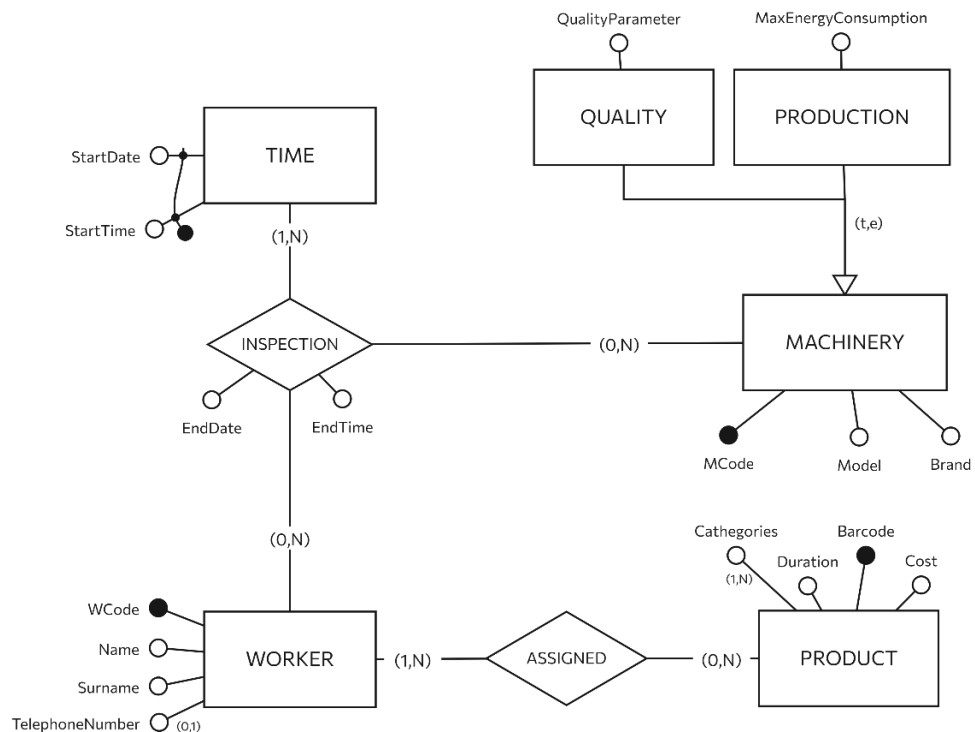 QualityParameter
MaxEnergyConsumption
QUALITY
PRODUCTION
StartDate
TIME
StartTime
(1,N)
(t,e)
INSPECTION
(0,N)
MACHINERY
EndDate
EndTime
MCode
Model
Brand
(0,N)
Cathegories
Barcode
(1,N)
Duration
Cost
WCode
Name
WORKER
(1,N)
ASSIGNED
(0,N)
PRODUCT
Surname
TelephoneNumber
(0,1)